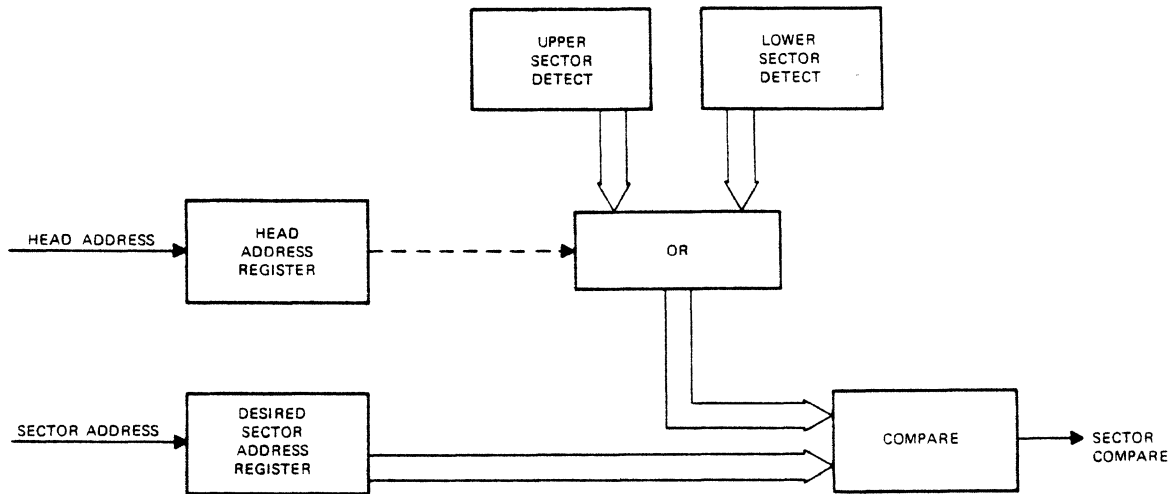 UPPER
SECTOR
DETECT
LOWER
SECTOR
DETECT
HEAD ADDRESS
HEAD
ADDRESS
REGISTER
OR
SECTOR ADDRESS
DESIRED
SECTOR
ADDRESS
REGISTER
COMPARE
SECTOR
COMPARE